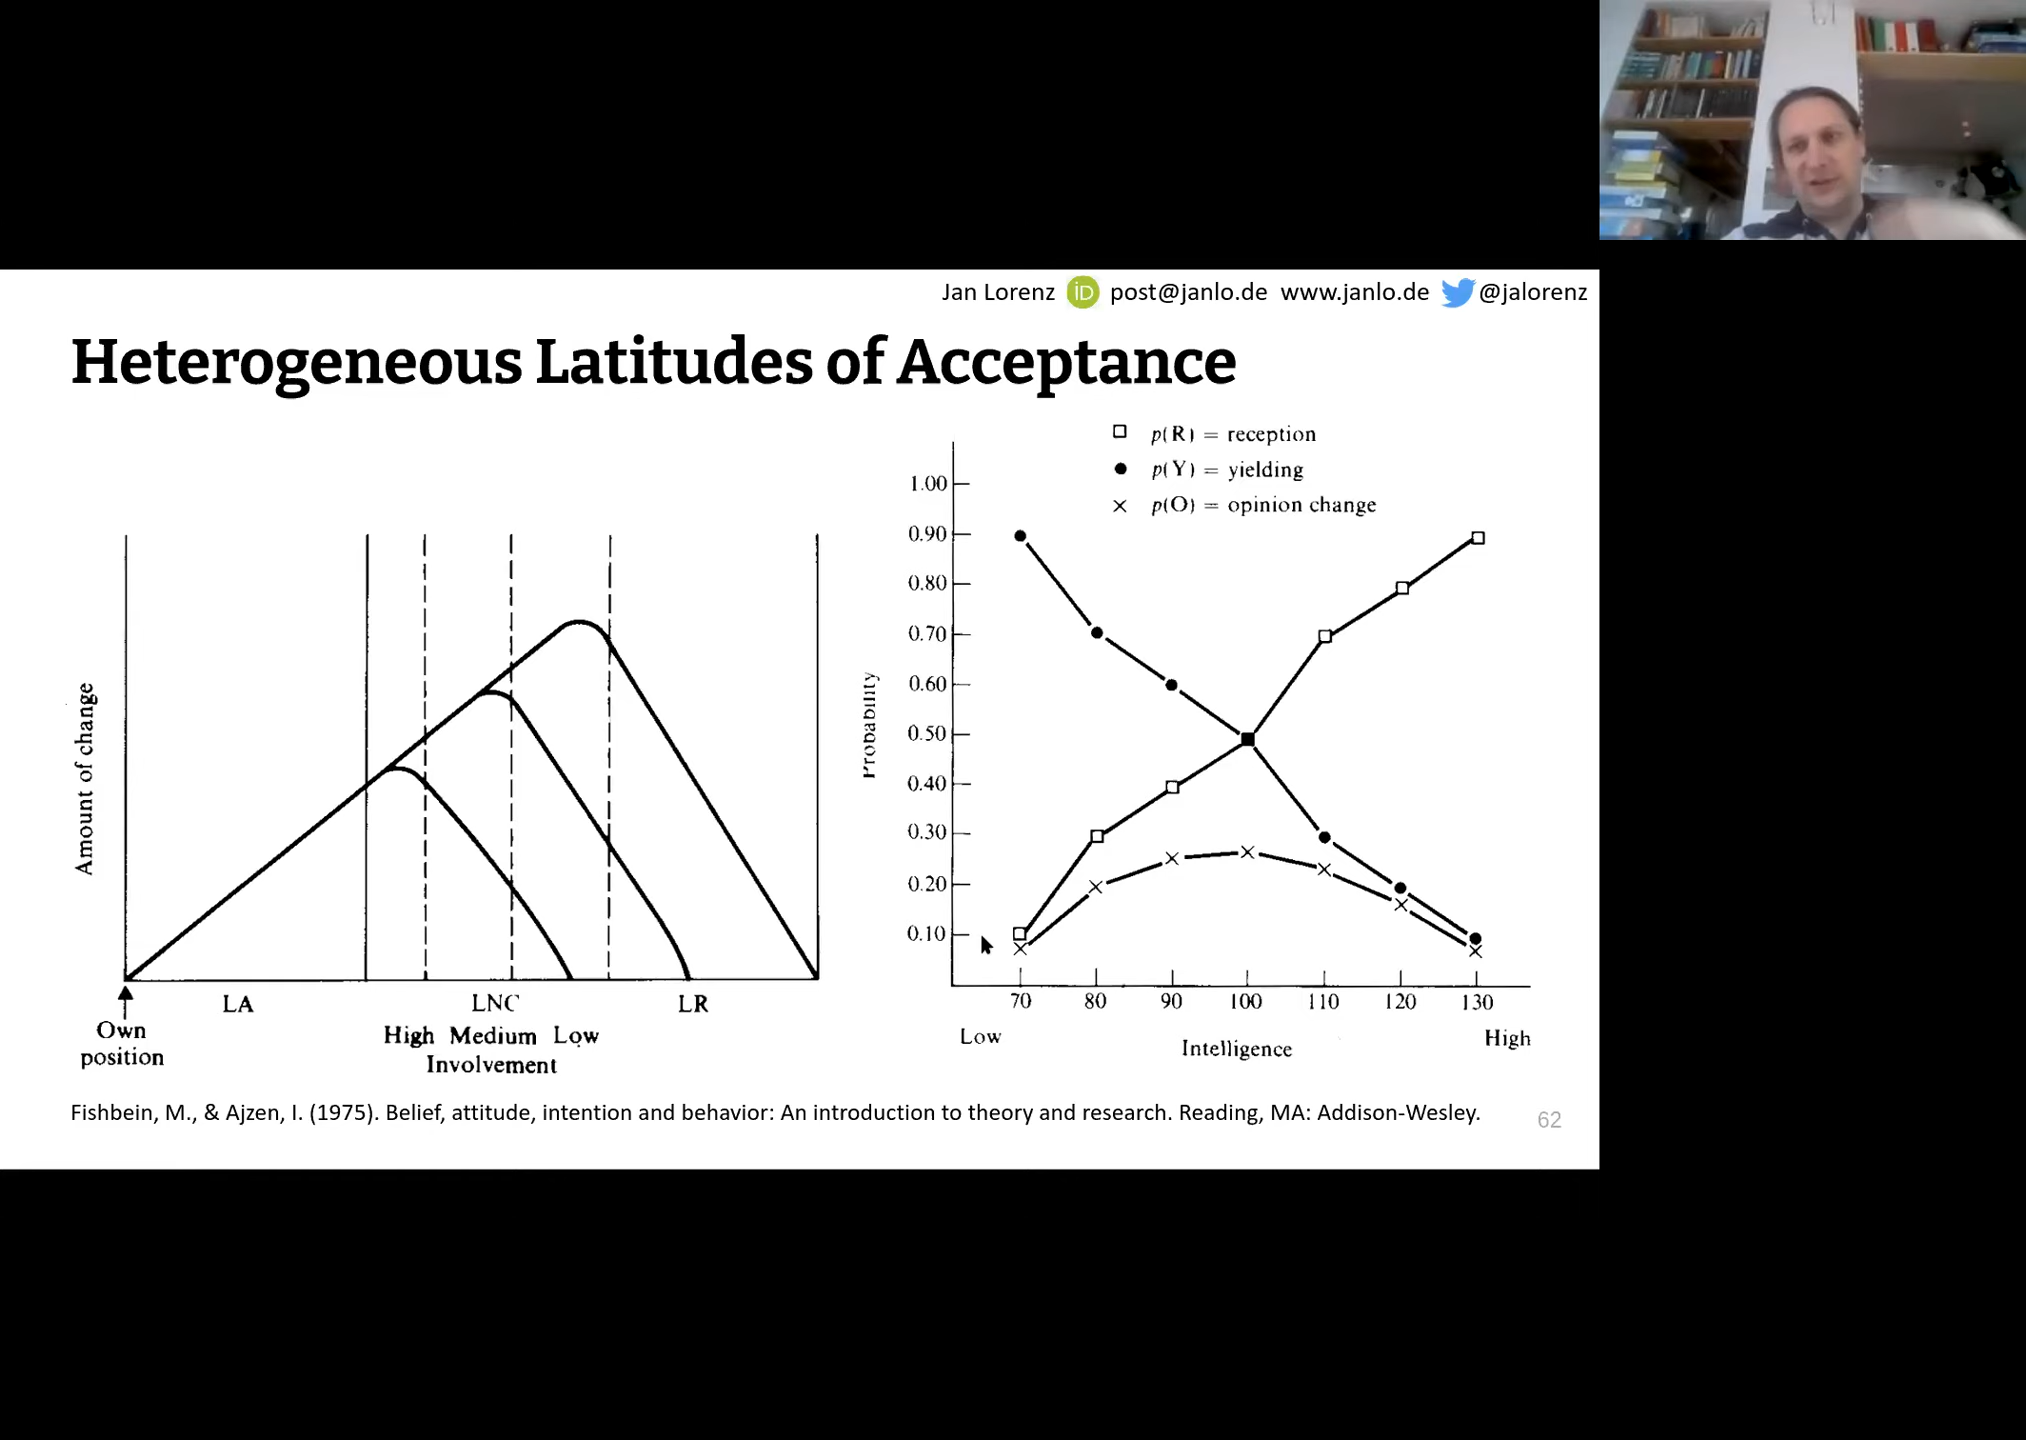 Jan Lorenz iD post@janlo.de www.janlo.de @jalorenz
Heterogeneous Latitudes of Acceptance
Amount of change
LA
LNC
LR
Own
position
High Medium Low
Involvement
p(R) = reception
p(Y) = yielding
p(O) = opinion change
Probability
1.00
0.90
0.80
0.70
0.60
0.50
0.40
0.30
0.20
0.10
70 80 90 100 110 120 130
Low
Intelligence
High
Fishbein, M., & Ajzen, I. (1975). Belief, attitude, intention and behavior: An introduction to theory and research. Reading, MA: Addison-Wesley.
62